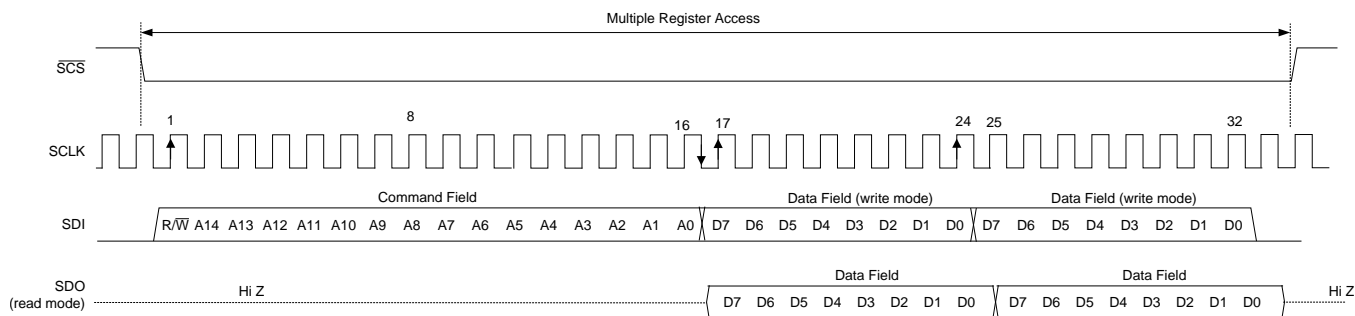 Multiple Register Access
SCS
1 8 16 17 24 25 32
SCLK
Command Field Data Field (write mode) Data Field (write mode)
SDI R/W A14 A13 A12 A11 A10 A9 A8 A7 A6 A5 A4 A3 A2 A1 A0 D7 D6 D5 D4 D3 D2 D1 D0 D7 D6 D5 D4 D3 D2 D1 D0
SDO Data Field Data Field
(read mode) Hi Z D7 D6 D5 D4 D3 D2 D1 D0 D7 D6 D5 D4 D3 D2 D1 D0 Hi Z